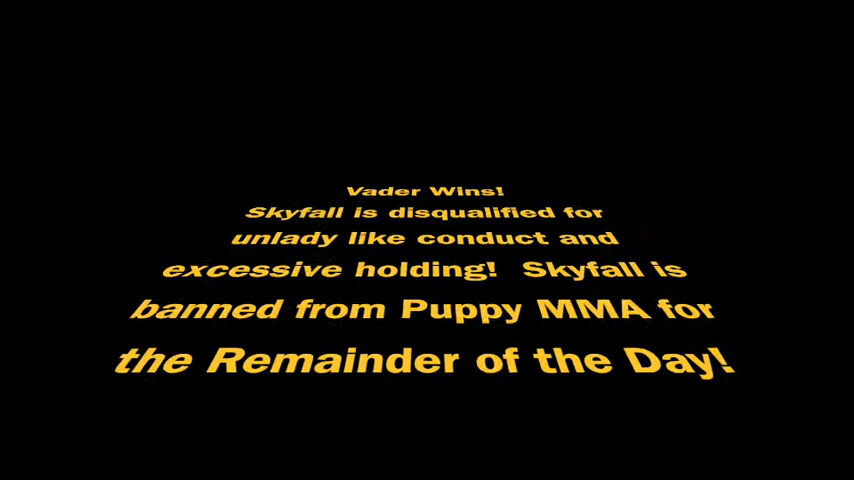 Vader Wins!
Skyfall is disqualified for
unlady like conduct and
excessive holding! Skyfall is
banned from Puppy MMA for
the Remainder of the Day!